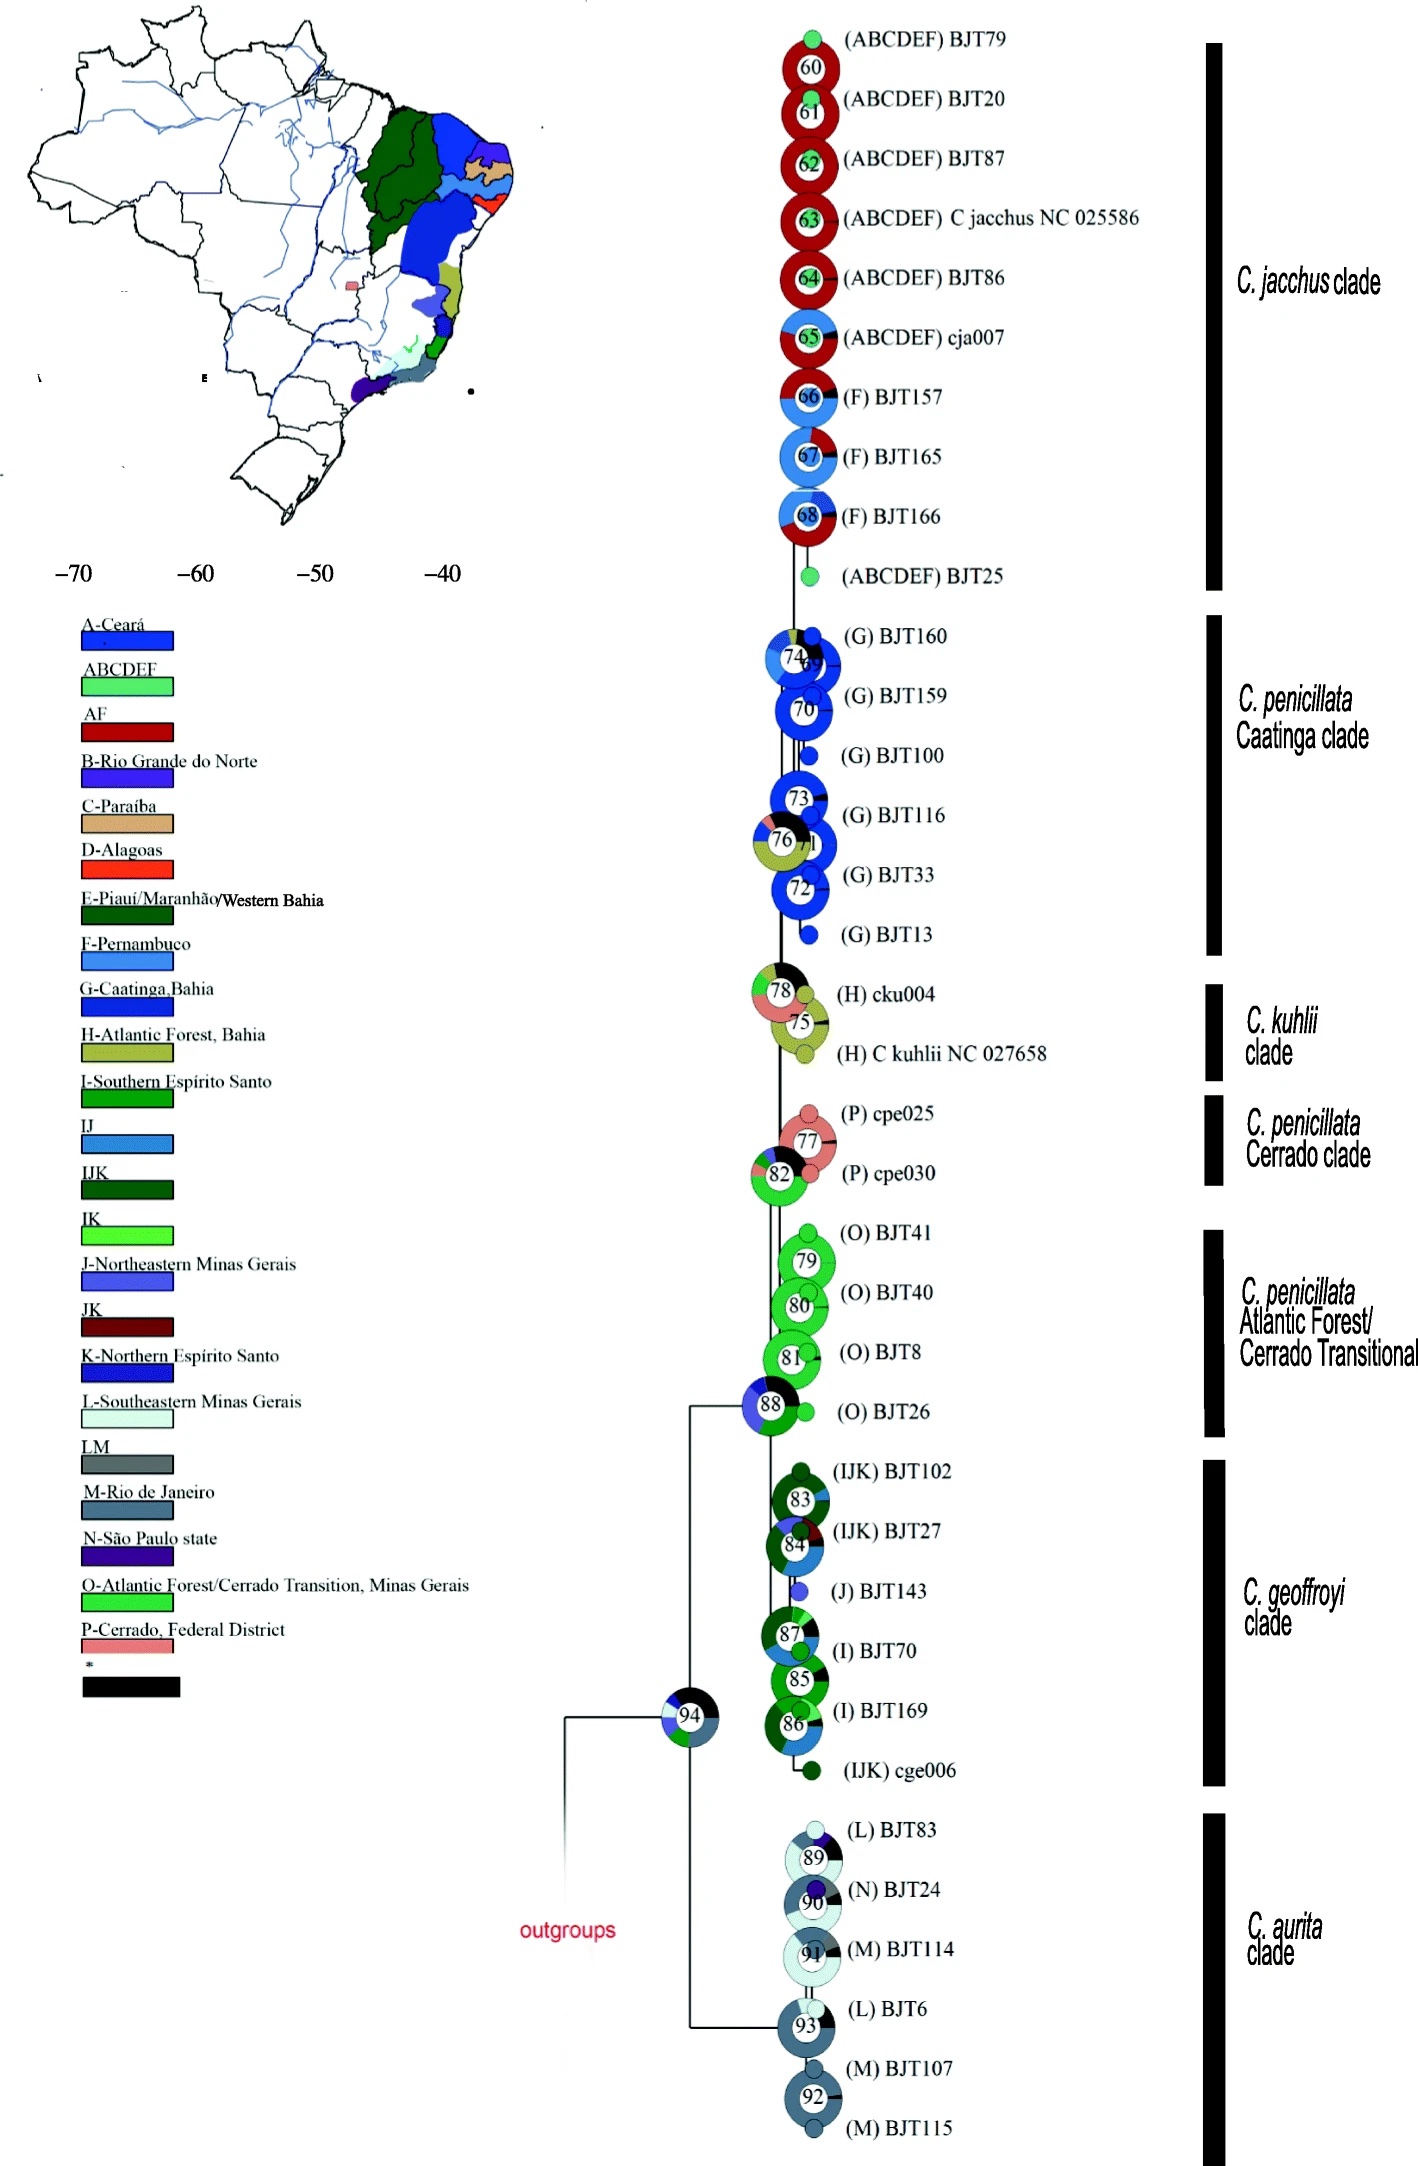 −70 −60 −50 −40
A-Ceará
ABCDEF
AF
B-Rio Grande do Norte
C-Paraíba
D-Alagoas
E-Piauí/Maranhão/Western Bahia
F-Pernambuco
G-Caatinga,Bahia
H-Atlantic Forest, Bahia
I-Southern Espírito Santo
IJ
IJK
IK
J-Northeastern Minas Gerais
JK
K-Northern Espírito Santo
L-Southeastern Minas Gerais
LM
M-Rio de Janeiro
N-São Paulo state
O-Atlantic Forest/Cerrado Transition, Minas Gerais
P-Cerrado, Federal District
*
(ABCDEF) BJT79
60
(ABCDEF) BJT20
61
(ABCDEF) BJT87
62
(ABCDEF) C jacchus NC 025586
63
(ABCDEF) BJT86
64
(ABCDEF) cja007
65
(F) BJT157
66
(F) BJT165
67
(F) BJT166
68
(ABCDEF) BJT25
(G) BJT160
74
69
(G) BJT159
70
(G) BJT100
73
(G) BJT116
76
71
(G) BJT33
72
(G) BJT13
78
(H) cku004
75
(H) C kuhlii NC 027658
(P) cpe025
77
(P) cpe030
82
(O) BJT41
79
(O) BJT40
80
(O) BJT8
81
88
(O) BJT26
(IJK) BJT102
83
(IJK) BJT27
84
(J) BJT143
87
(I) BJT70
85
(I) BJT169
86
94
(IJK) cge006
(L) BJT83
89
(N) BJT24
90
(M) BJT114
91
(L) BJT6
93
(M) BJT107
92
(M) BJT115
outgroups
C. jacchus clade
C. penicillata
Caatinga clade
C. kuhlii
clade
C. penicillata
Cerrado clade
C. penicillata
Atlantic Forest/
Cerrado Transitional
C. geoffroyi
clade
C. aurita
clade